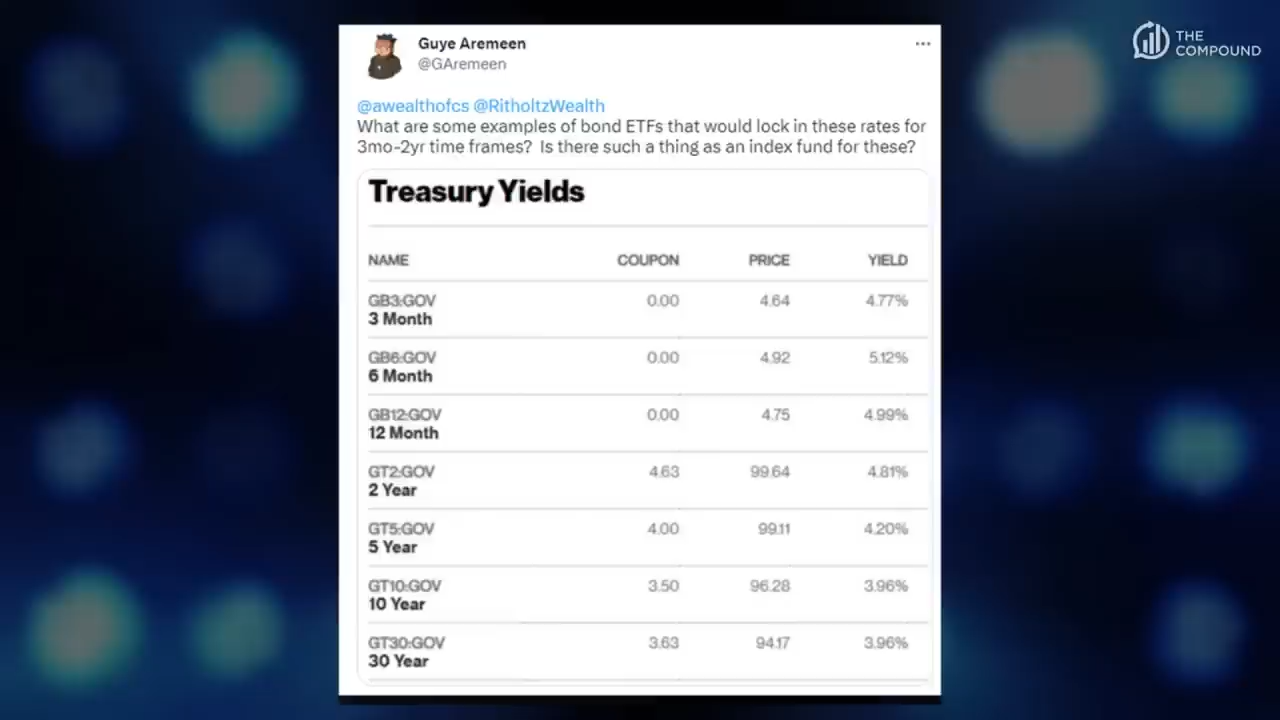 THE
COMPOUND
Guye Aremeen
@GAremeen
@awealthofcs @RitholtzWealth
What are some examples of bond ETFs that would lock in these rates for
3mo-2yr time frames? Is there such a thing as an index fund for these?
Treasury Yields
NAME COUPON PRICE YIELD
GB3:GOV 0.00 4.64 4.77%
3 Month
GB6:GOV 0.00 4.92 5.12%
6 Month
GB12:GOV 0.00 4.75 4.99%
12 Month
GT2:GOV 4.63 99.64 4.81%
2 Year
GT5:GOV 4.00 99.11 4.20%
5 Year
GT10:GOV 3.50 96.28 3.96%
10 Year
GT30:GOV 3.63 94.17 3.96%
30 Year